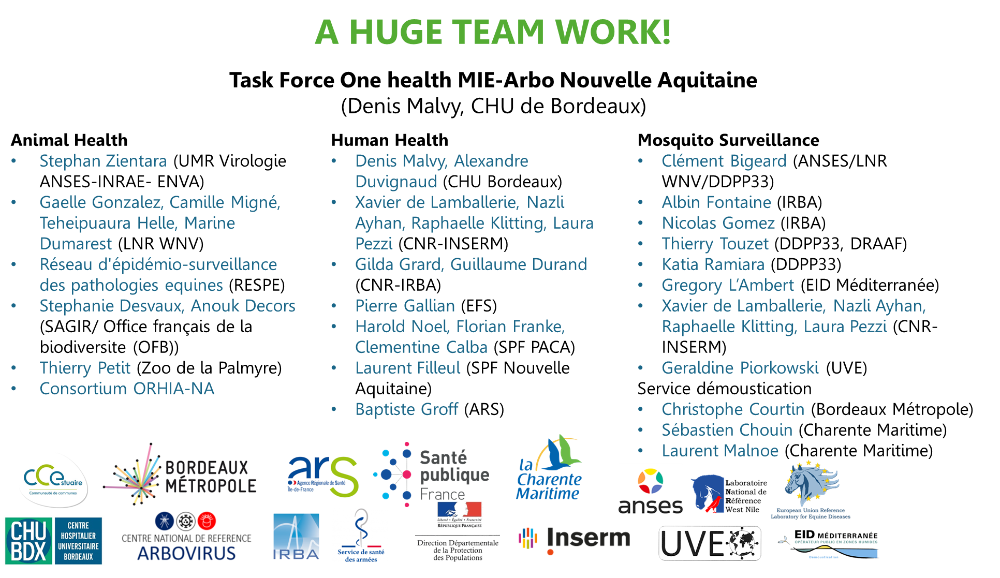 A HUGE TEAM WORK!
Task Force One health MIE-Arbo Nouvelle Aquitaine
(Denis Malvy, CHU de Bordeaux)
Animal Health
• Stephan Zientara (UMR Virologie
ANSES-INRAE- ENVA)
• Gaelle Gonzalez, Camille Migné,
Teheipuaura Helle, Marine
Dumarest (LNR WNV)
• Réseau d'épidémio-surveillance
des pathologies equines (RESPE)
• Stephanie Desvaux, Anouk Decors
(SAGIR/ Office français de la
biodiversite (OFB))
• Thierry Petit (Zoo de la Palmyre)
• Consortium ORHIA-NA
Human Health
• Denis Malvy, Alexandre
Duvignaud (CHU Bordeaux)
• Xavier de Lamballerie, Nazli
Ayhan, Raphaelle Klitting, Laura
Pezzi (CNR-INSERM)
• Gilda Grard, Guillaume Durand
(CNR-IRBA)
• Pierre Gallian (EFS)
• Harold Noel, Florian Franke,
Clementine Calba (SPF PACA)
• Laurent Filleul (SPF Nouvelle
Aquitaine)
• Baptiste Groff (ARS)
Mosquito Surveillance
• Clément Bigeard (ANSES/LNR
WNV/DDPP33)
• Albin Fontaine (IRBA)
• Nicolas Gomez (IRBA)
• Thierry Touzet (DDPP33, DRAAF)
• Katia Ramiara (DDPP33)
• Gregory L’Ambert (EID Méditerranée)
• Xavier de Lamballerie, Nazli Ayhan,
Raphaelle Klitting, Laura Pezzi (CNR-
INSERM)
• Geraldine Piorkowski (UVE)
Service démoustication
• Christophe Courtin (Bordeaux Métropole)
• Sébastien Chouin (Charente Maritime)
• Laurent Malnoe (Charente Maritime)
CCestuaire
Communauté de communes
BORDEAUX
MÉTROPOLE
ars
Agence Régionale de Santé
Île-de-France
Santé
publique
France
la
Charente
Maritime
anses
Laboratoire
National de
Référence
West Nile
European Union Reference
Laboratory for Equine Diseases
CHU
BDX
CENTRE
HOSPITALIER
UNIVERSITAIRE
BORDEAUX
CENTRE NATIONAL DE REFERENCE
ARBOVIRUS
IRBA
Service de santé
des armées
Liberté • Égalité • Fraternité
RÉPUBLIQUE FRANÇAISE
Direction Départementale
de la Protection
des Populations
Inserm
UVE
EID MÉDITERRANÉE
OPÉRATEUR PUBLIC EN ZONES HUMIDES
Démoustication